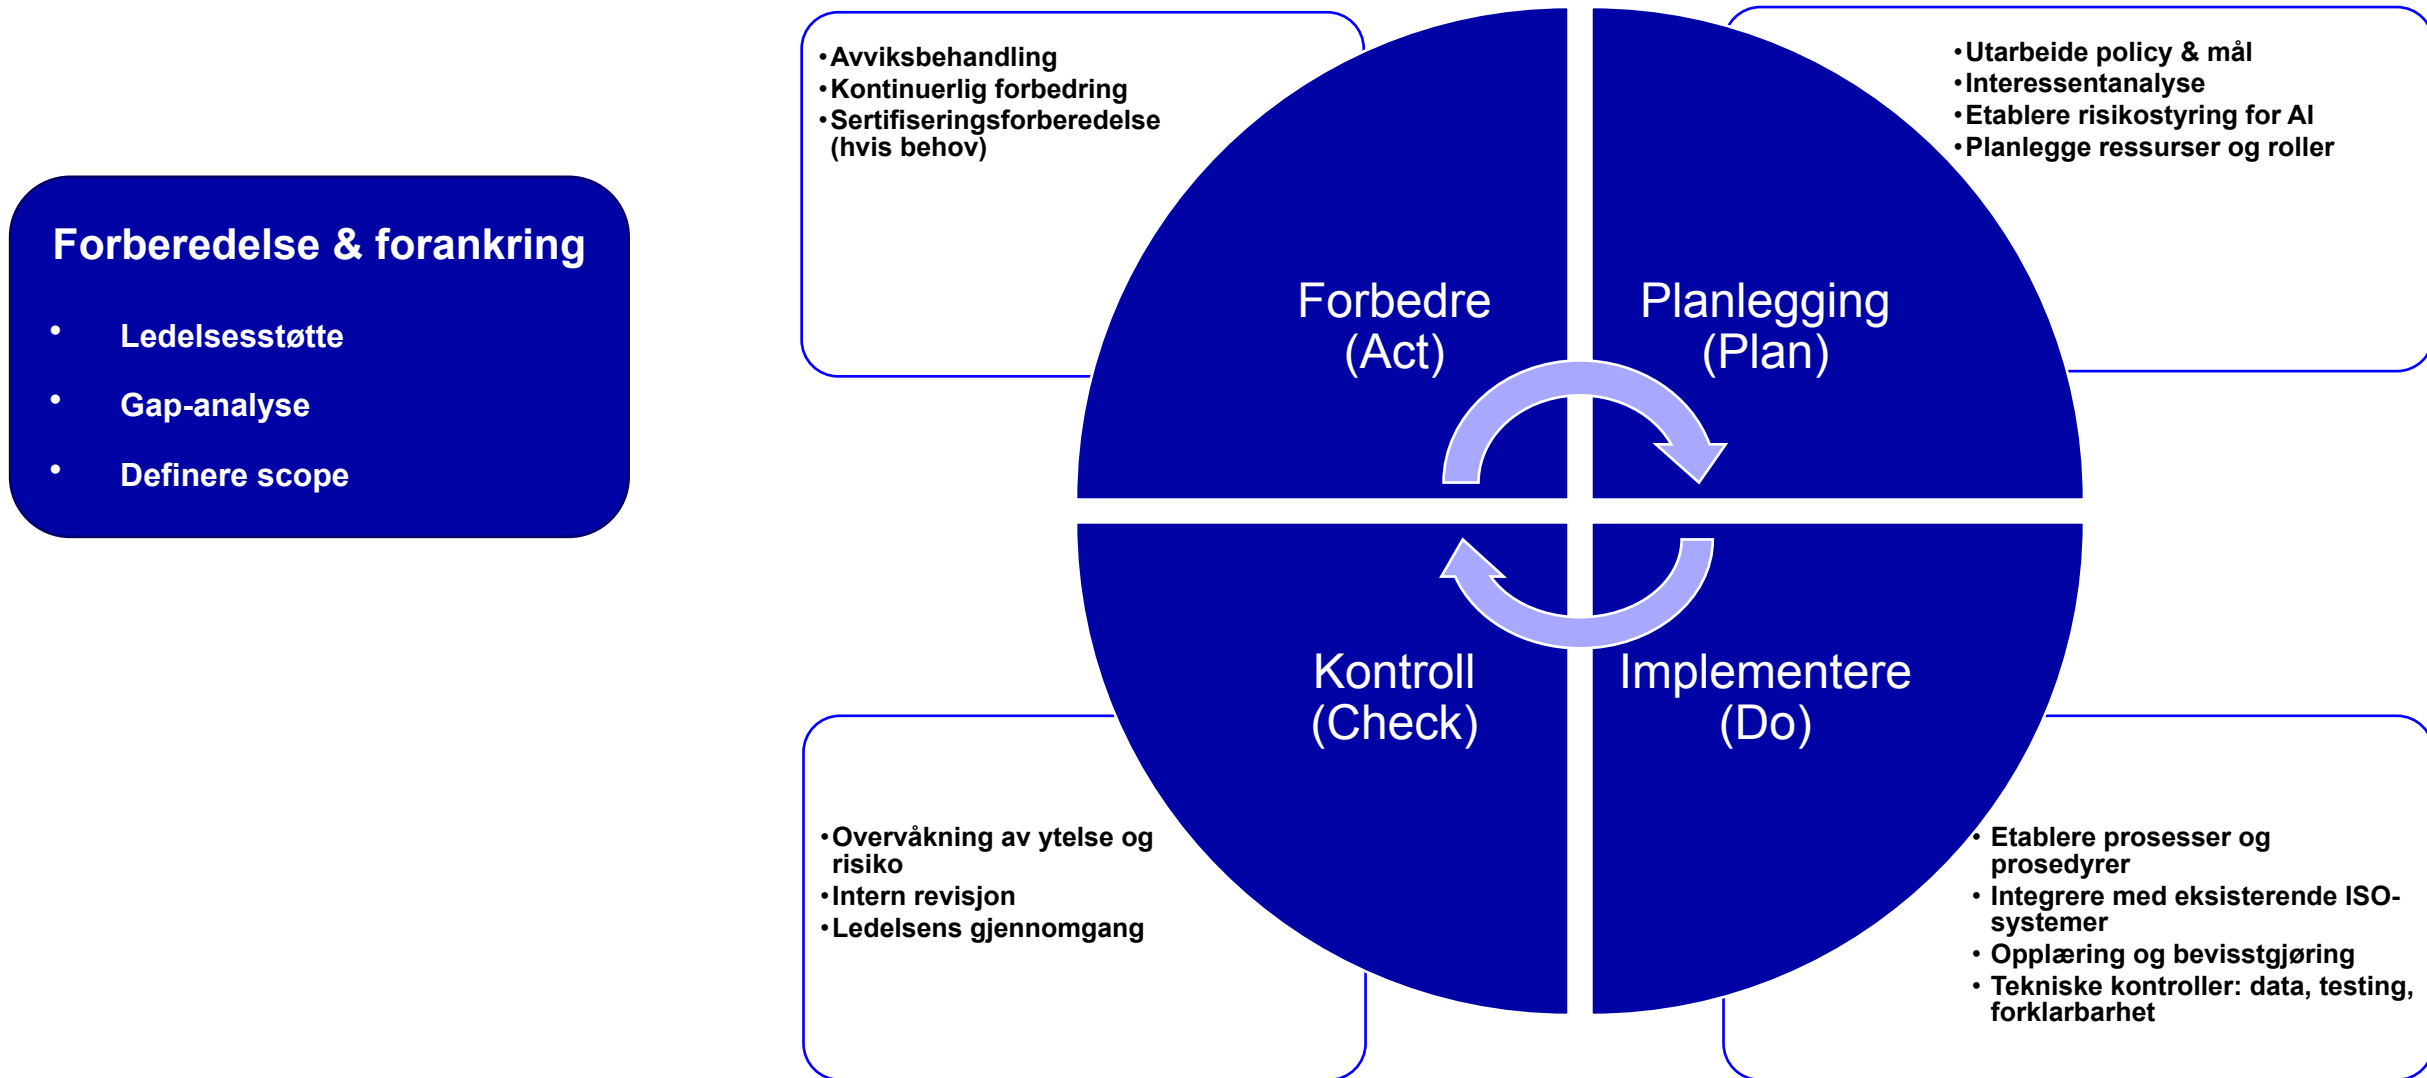 Forberedelse & forankring
• Ledelsesstøtte
• Gap-analyse
• Definere scope
•Avviksbehandling
•Kontinuerlig forbedring
•Sertifiseringsforberedelse
(hvis behov)
•Utarbeide policy & mål
•Interessentanalyse
•Etablere risikostyring for AI
•Planlegge ressurser og roller
Forbedre
(Act)
Planlegging
(Plan)
Kontroll
(Check)
Implementere
(Do)
•Overvåkning av ytelse og
risiko
•Intern revisjon
•Ledelsens gjennomgang
• Etablere prosesser og
prosedyrer
• Integrere med eksisterende ISO-
systemer
• Opplæring og bevisstgjøring
• Tekniske kontroller: data, testing,
forklarbarhet